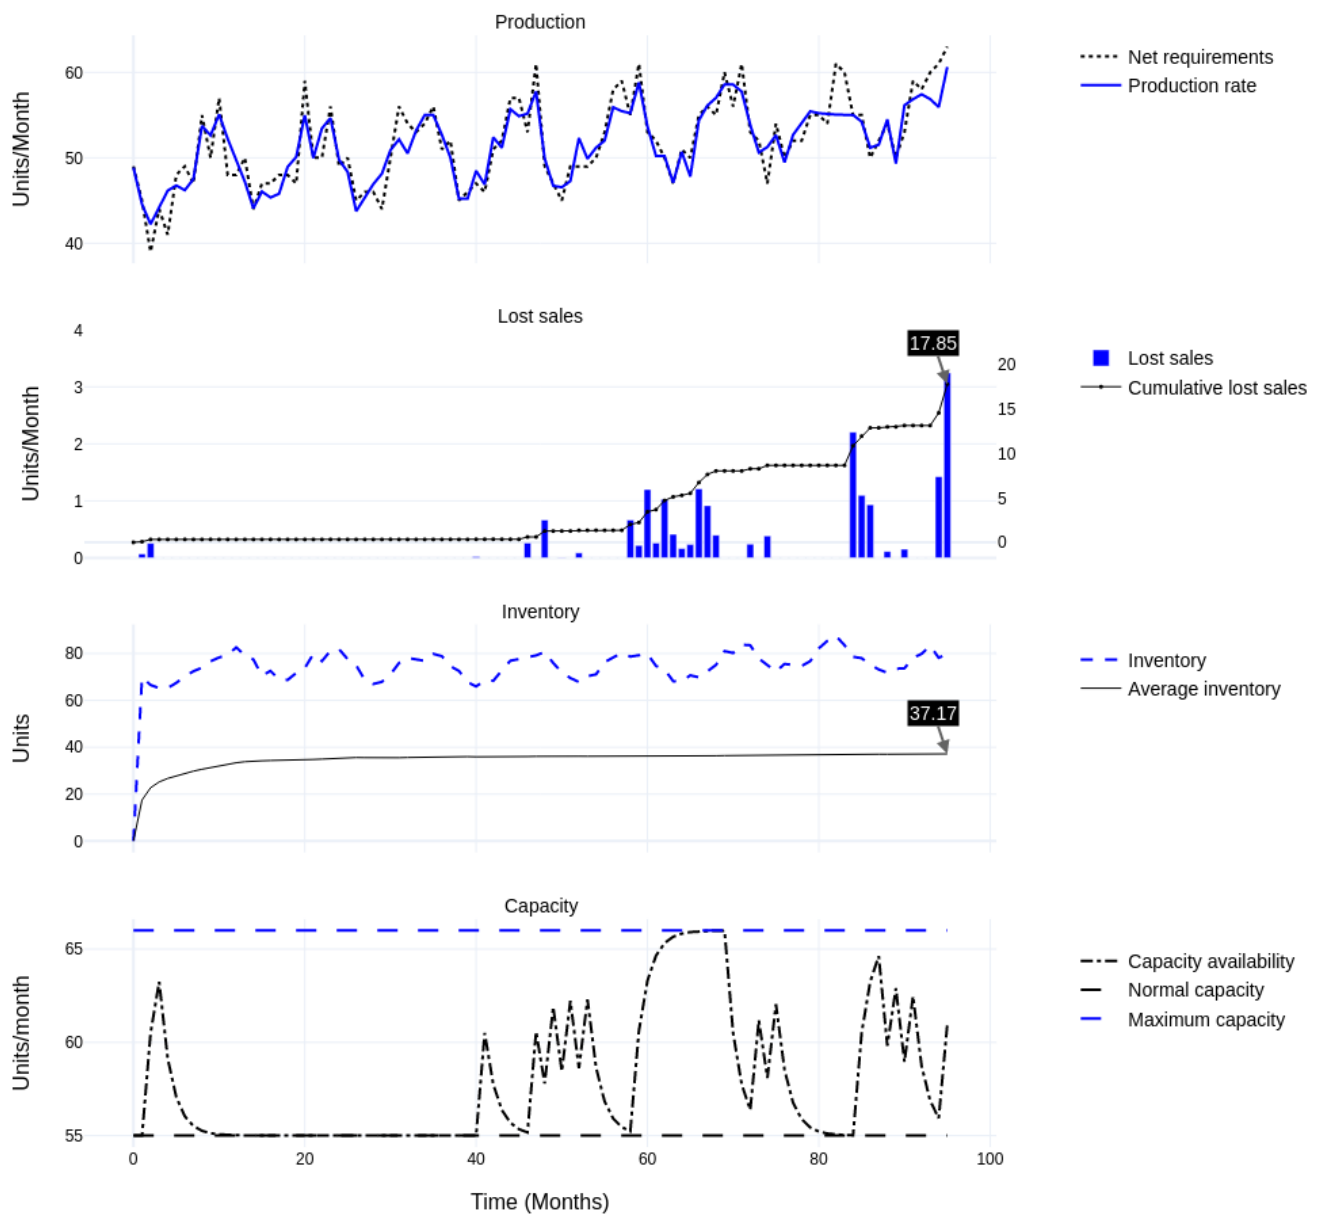 Production
Units/Month
60
50
40
Net requirements
Production rate
Lost sales
Units/Month
4
3
2
1
0
17.85
20
15
10
5
0
Lost sales
Cumulative lost sales
Inventory
Units
80
60
40
20
0
37.17
Inventory
Average inventory
Capacity
Units/month
65
60
55
0 20 40 60 80 100
Time (Months)
Capacity availability
Normal capacity
Maximum capacity